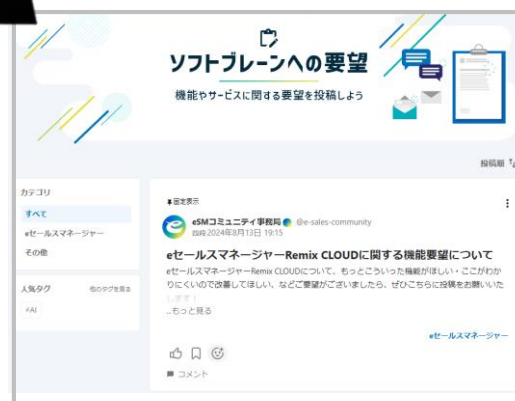 ソフトブレーンへの要望
機能やサービスに関する要望を投稿しよう
投稿順
カテゴリ
すべて
eセールスマネージャー
その他
人気タグ 他のタグを見る
#AI
固定表示
eSMコミュニティ事務局 @e-sales-community
2024年8月13日 19:15
eセールスマネージャーRemix CLOUDに関する機能要望について
eセールスマネージャーRemix CLOUDについて、もっとこういった機能がほしい・ここがわか
りにくいので改善してほしい、などご要望がございましたら、ぜひこちらに投稿をお願いいた
します！
...もっと見る
eセールスマネージャー
コメント